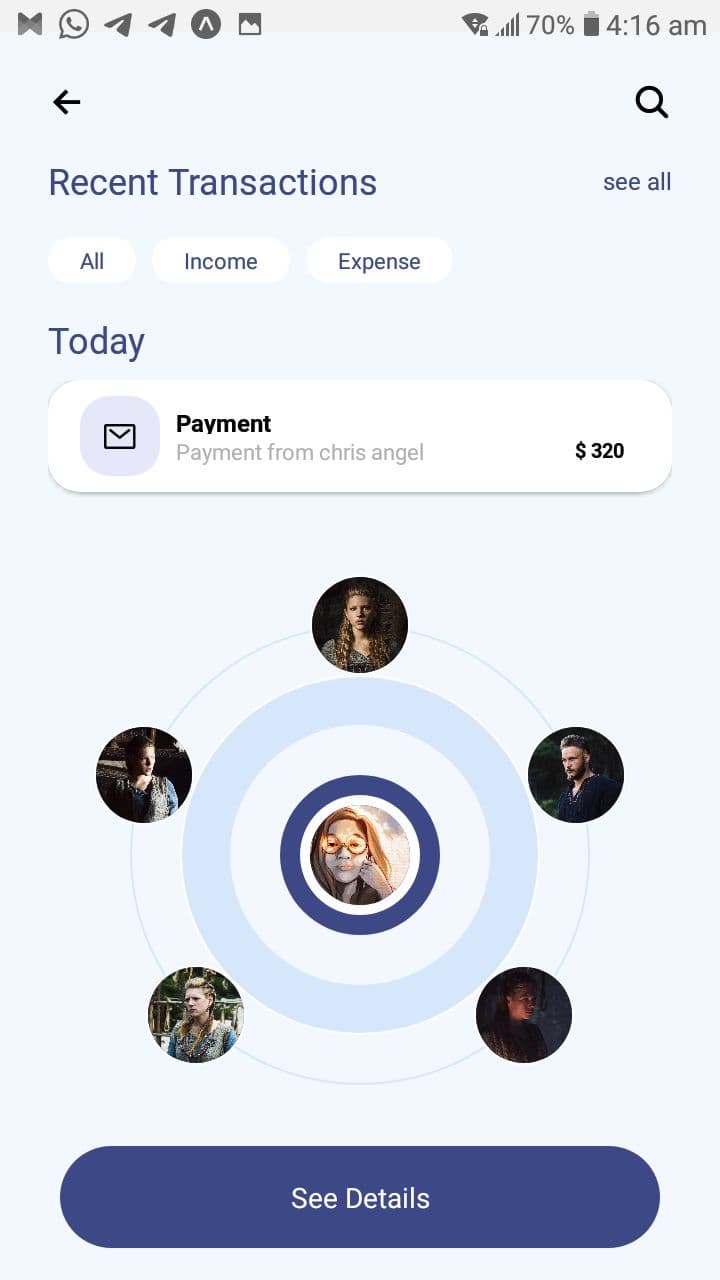 70% 4:16 am
Recent Transactions
see all
All Income Expense
Today
Payment
Payment from chris angel
$ 320
See Details